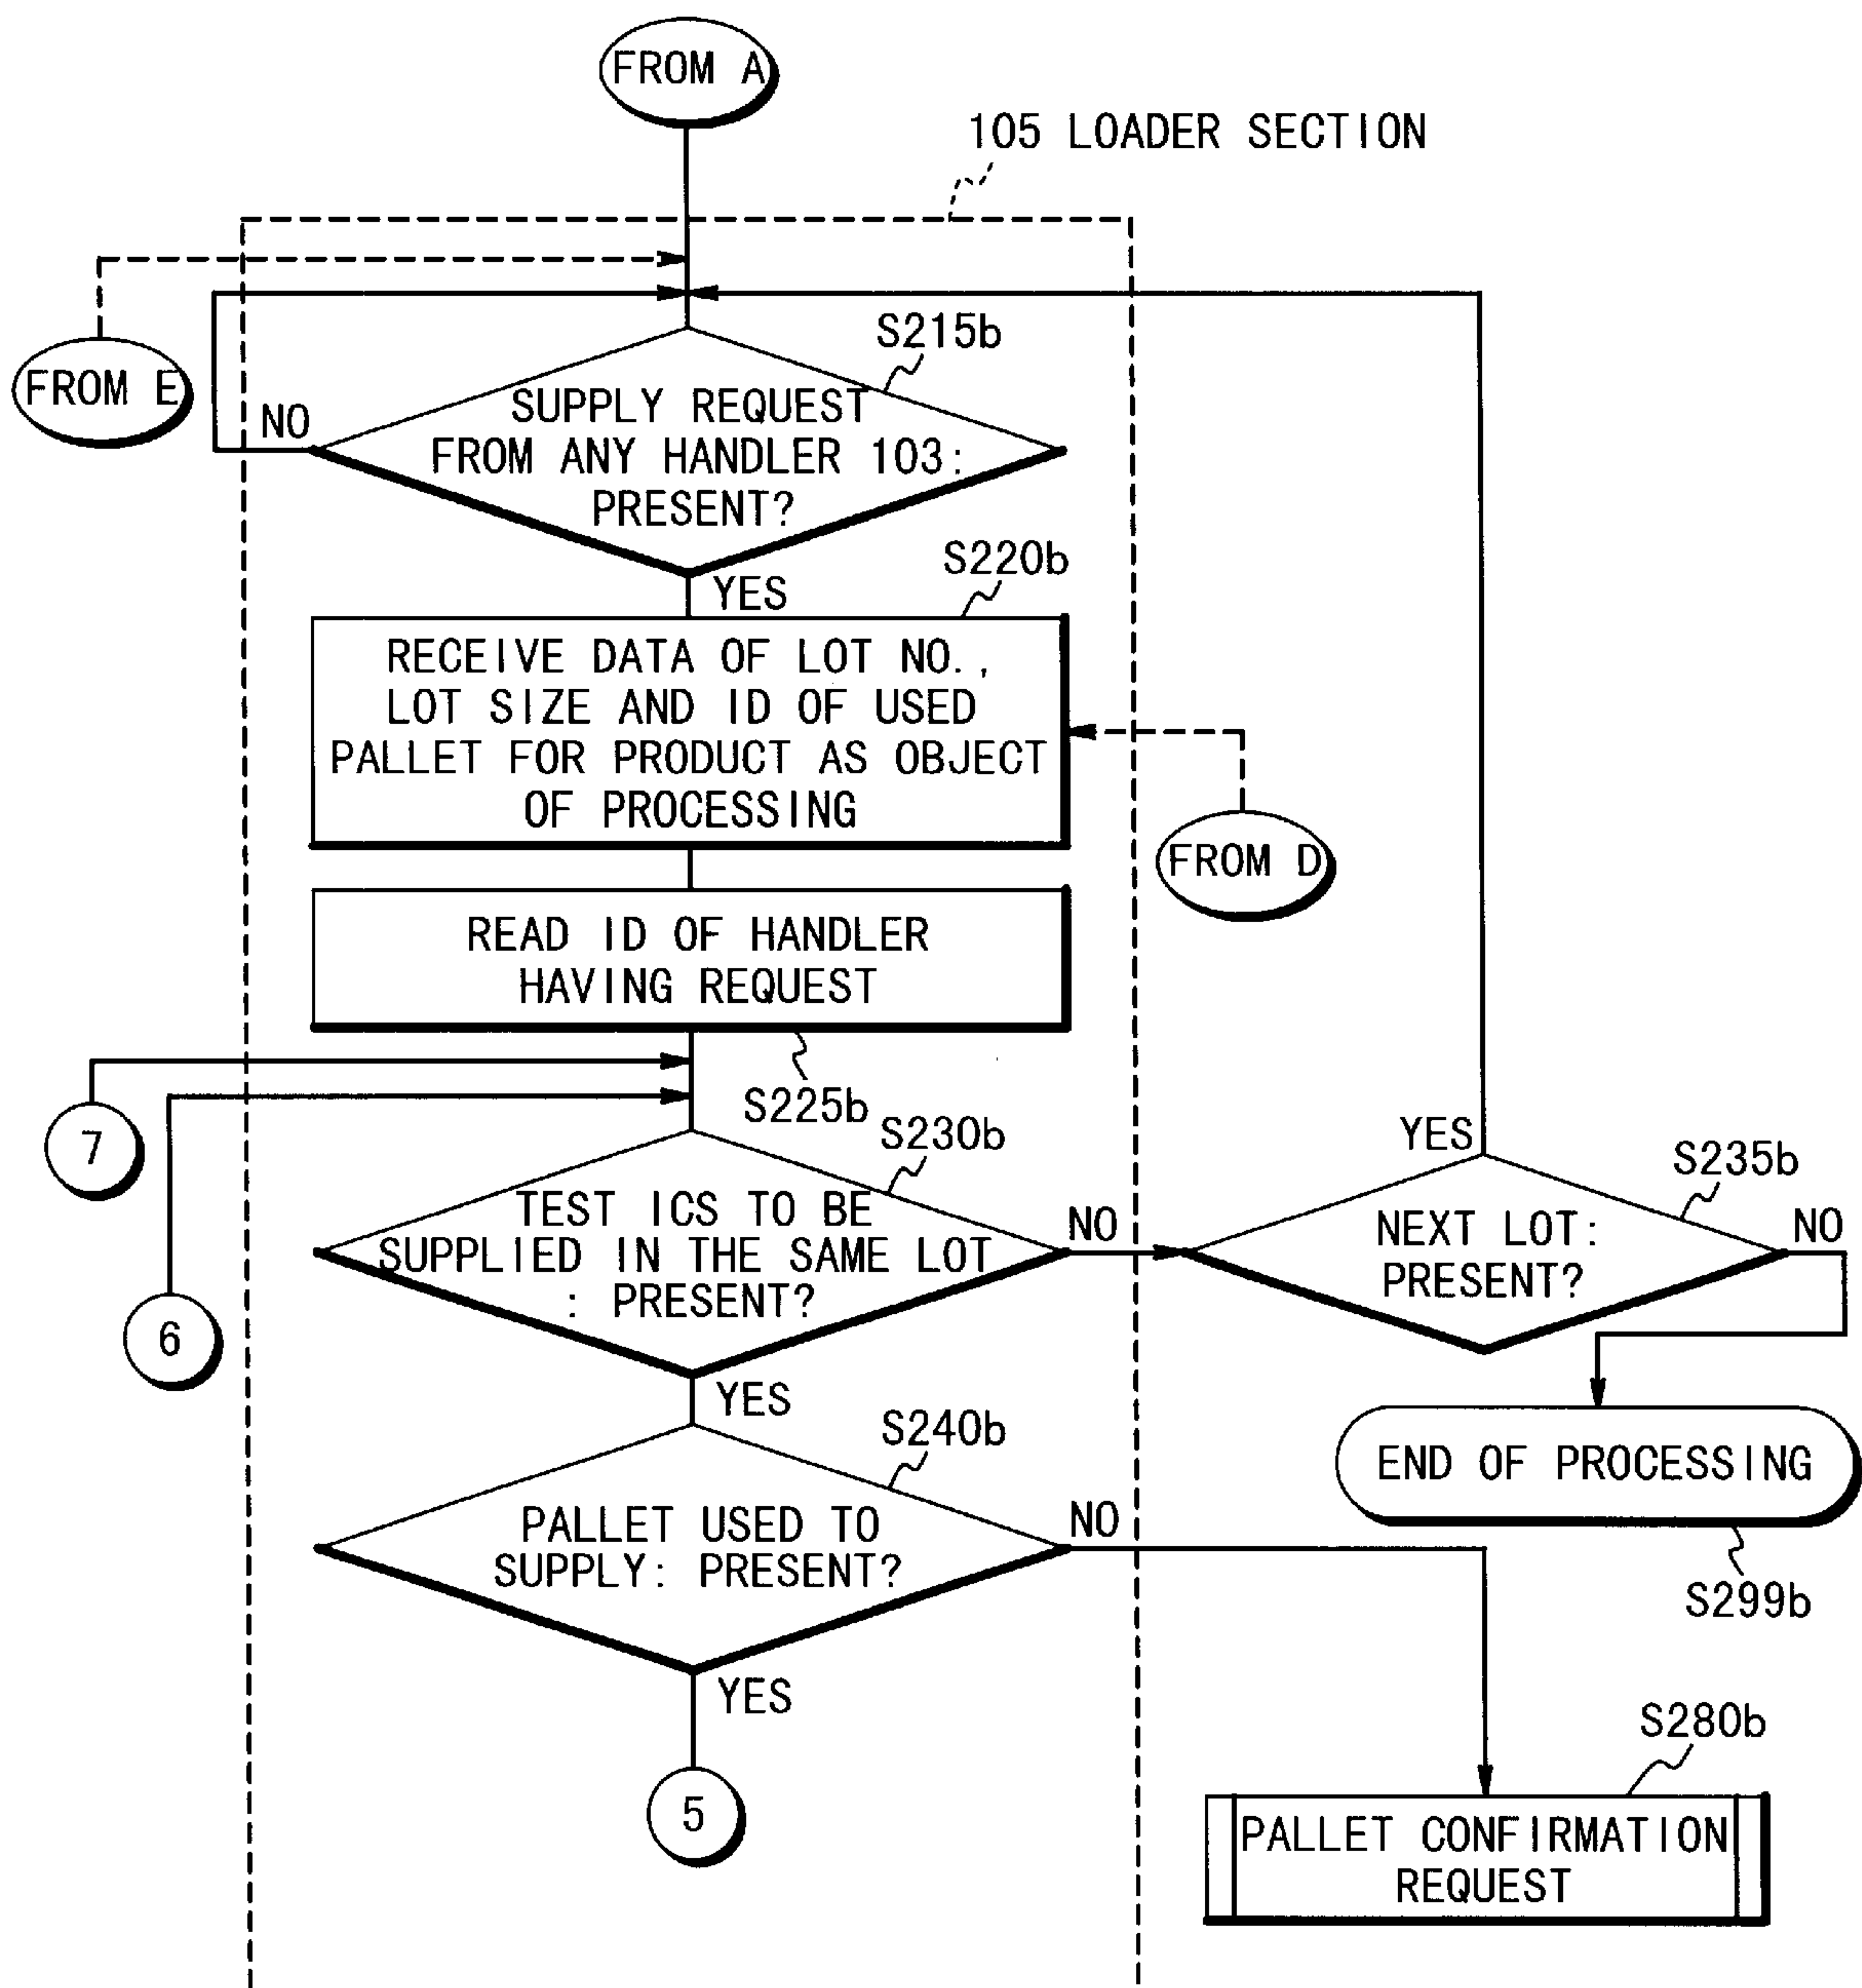 FROM A
105 LOADER SECTION
FROM E
S215b
NO
SUPPLY REQUEST
FROM ANY HANDLER 103:
PRESENT?
YES
S220b
RECEIVE DATA OF LOT NO.,
LOT SIZE AND ID OF USED
PALLET FOR PRODUCT AS OBJECT
OF PROCESSING
FROM D
READ ID OF HANDLER
HAVING REQUEST
S225b
7
6
S230b
TEST ICS TO BE
SUPPLIED IN THE SAME LOT
: PRESENT?
NO
YES
YES
S235b
NEXT LOT:
PRESENT?
NO
END OF PROCESSING
S299b
S240b
PALLET USED TO
SUPPLY: PRESENT?
NO
YES
5
S280b
PALLET CONFIRMATION
REQUEST